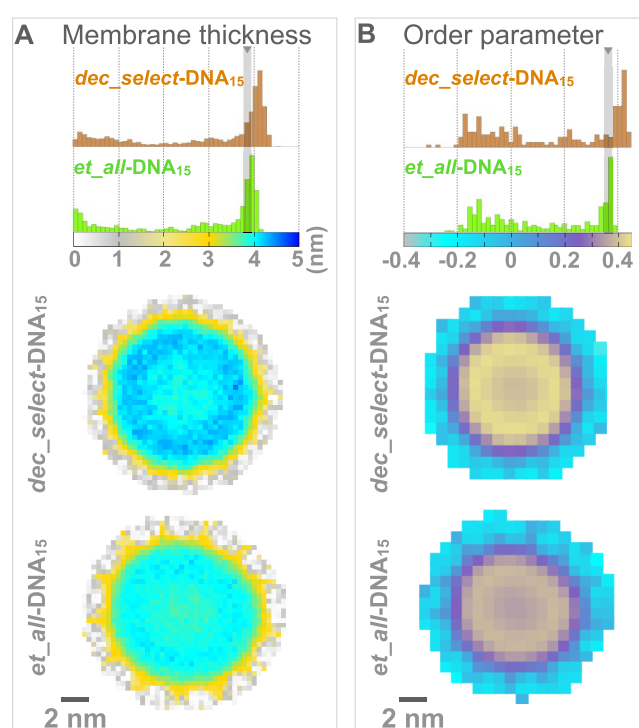 A Membrane thickness
dec_select-DNA₁₅
et_all-DNA₁₅
0 1 2 3 4 5 (nm)
dec_select-DNA₁₅
et_all-DNA₁₅
2 nm
B Order parameter
dec_select-DNA₁₅
et_all-DNA₁₅
-0.4 -0.2 0 0.2 0.4
dec_select-DNA₁₅
et_all-DNA₁₅
2 nm